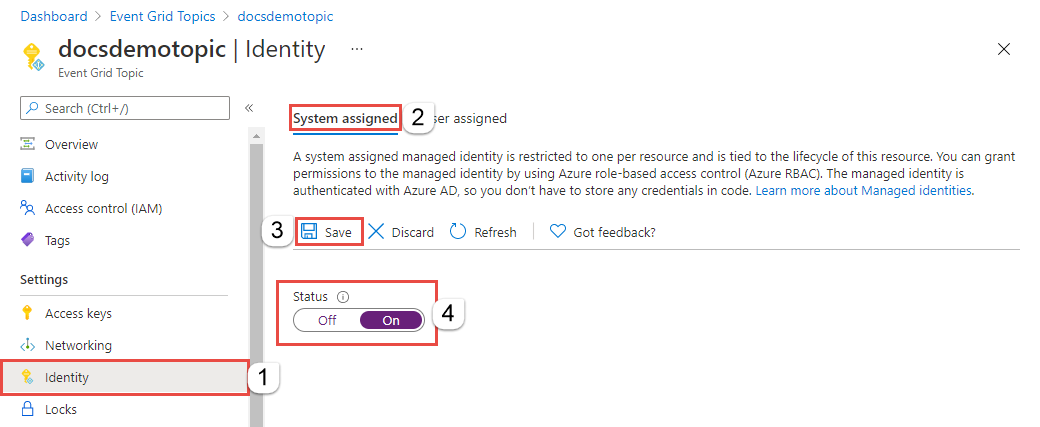 Dashboard > Event Grid Topics > docsdemotopic
docsdemotopic | Identity ...
Event Grid Topic
Search (Ctrl+/)
Overview
Activity log
Access control (IAM)
Tags
Settings
Access keys
Networking
Identity
1
Locks
System assigned
2
ser assigned
A system assigned managed identity is restricted to one per resource and is tied to the lifecycle of this resource. You can grant
permissions to the managed identity by using Azure role-based access control (Azure RBAC). The managed identity is
authenticated with Azure AD, so you don't have to store any credentials in code. Learn more about Managed identities.
3
Save
Discard
Refresh
Got feedback?
Status
Off
On
4